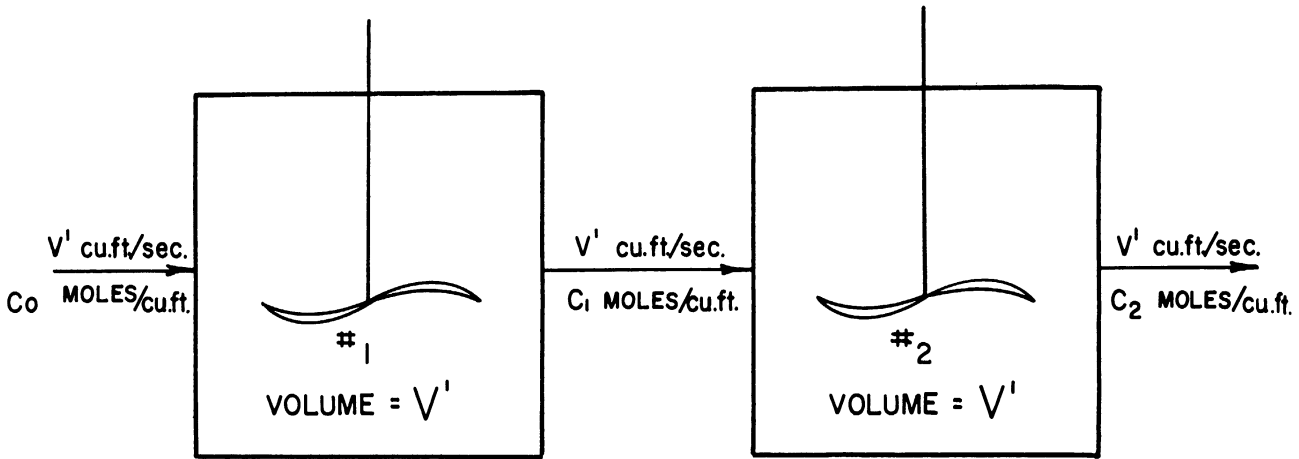 V' cu.ft./sec.
Co MOLES/cu.ft.
#1
VOLUME = V'
V' cu.ft./sec.
C1 MOLES/cu.ft.
#2
VOLUME = V'
V' cu.ft./sec.
C2 MOLES/cu.ft.